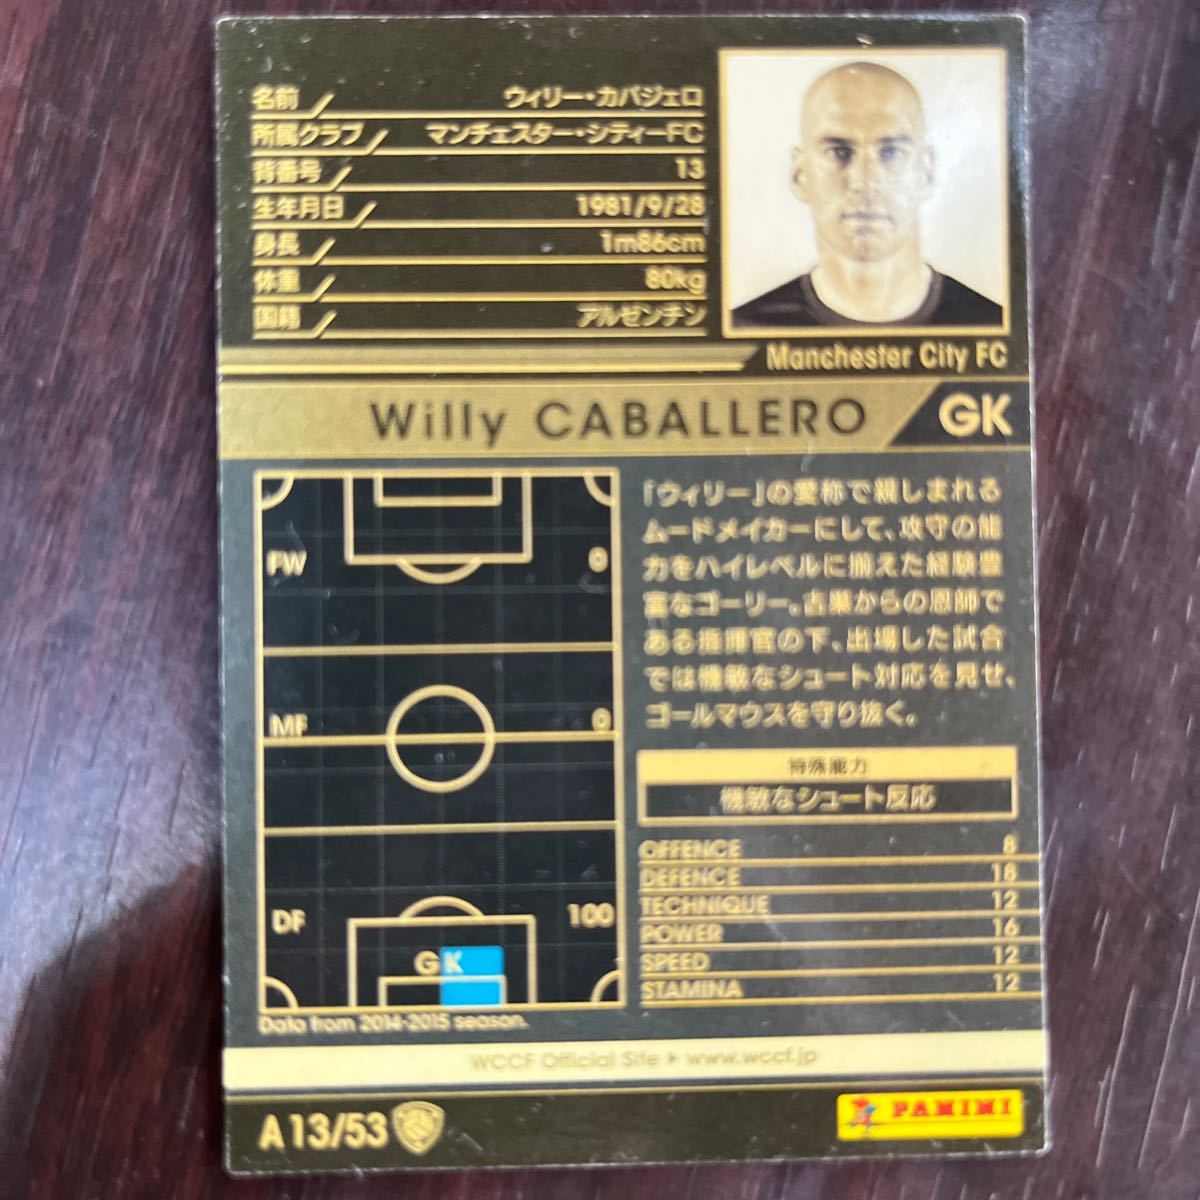 名前 ウィリー・カバジェロ
所属クラブ マンチェスター・シティーFC
背番号 13
生年月日 1981/9/28
身長 1m86cm
体重 80kg
国籍 アルゼンチン
Manchester City FC
Willy CABALLERO GK
FW 0
MF 0
DF 100
GK
Data from 2014-2015 season.
「ウィリー」の愛称で親しまれる
ムードメイカーにして、攻守の能
力をハイレベルに揃えた経験豊
富なゴーリー。古巣からの恩師で
ある指揮官の下、出場した試合
では機敏なシュート対応を見せ、
ゴールマウスを守り抜く。
特殊能力
機敏なシュート反応
OFFENCE 8
DEFENCE 18
TECHNIQUE 12
POWER 16
SPEED 12
STAMINA 12
WCCF Official Site ▶ www.wccf.jp
A13/53
PANINI